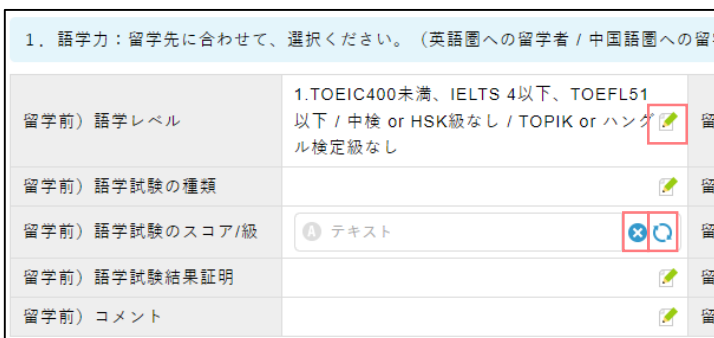 1. 語学力：留学先に合わせて、選択ください。（英語圏への留学者 / 中国語圏への留
留学前）語学レベル
1.TOEIC400未満、IELTS 4以下、TOEFL51
以下 / 中検 or HSK級なし / TOPIK or ハング
ル検定級なし
留
留学前）語学試験の種類
留
留学前）語学試験のスコア/級
A テキスト
留
留学前）語学試験結果証明
留
留学前）コメント
留